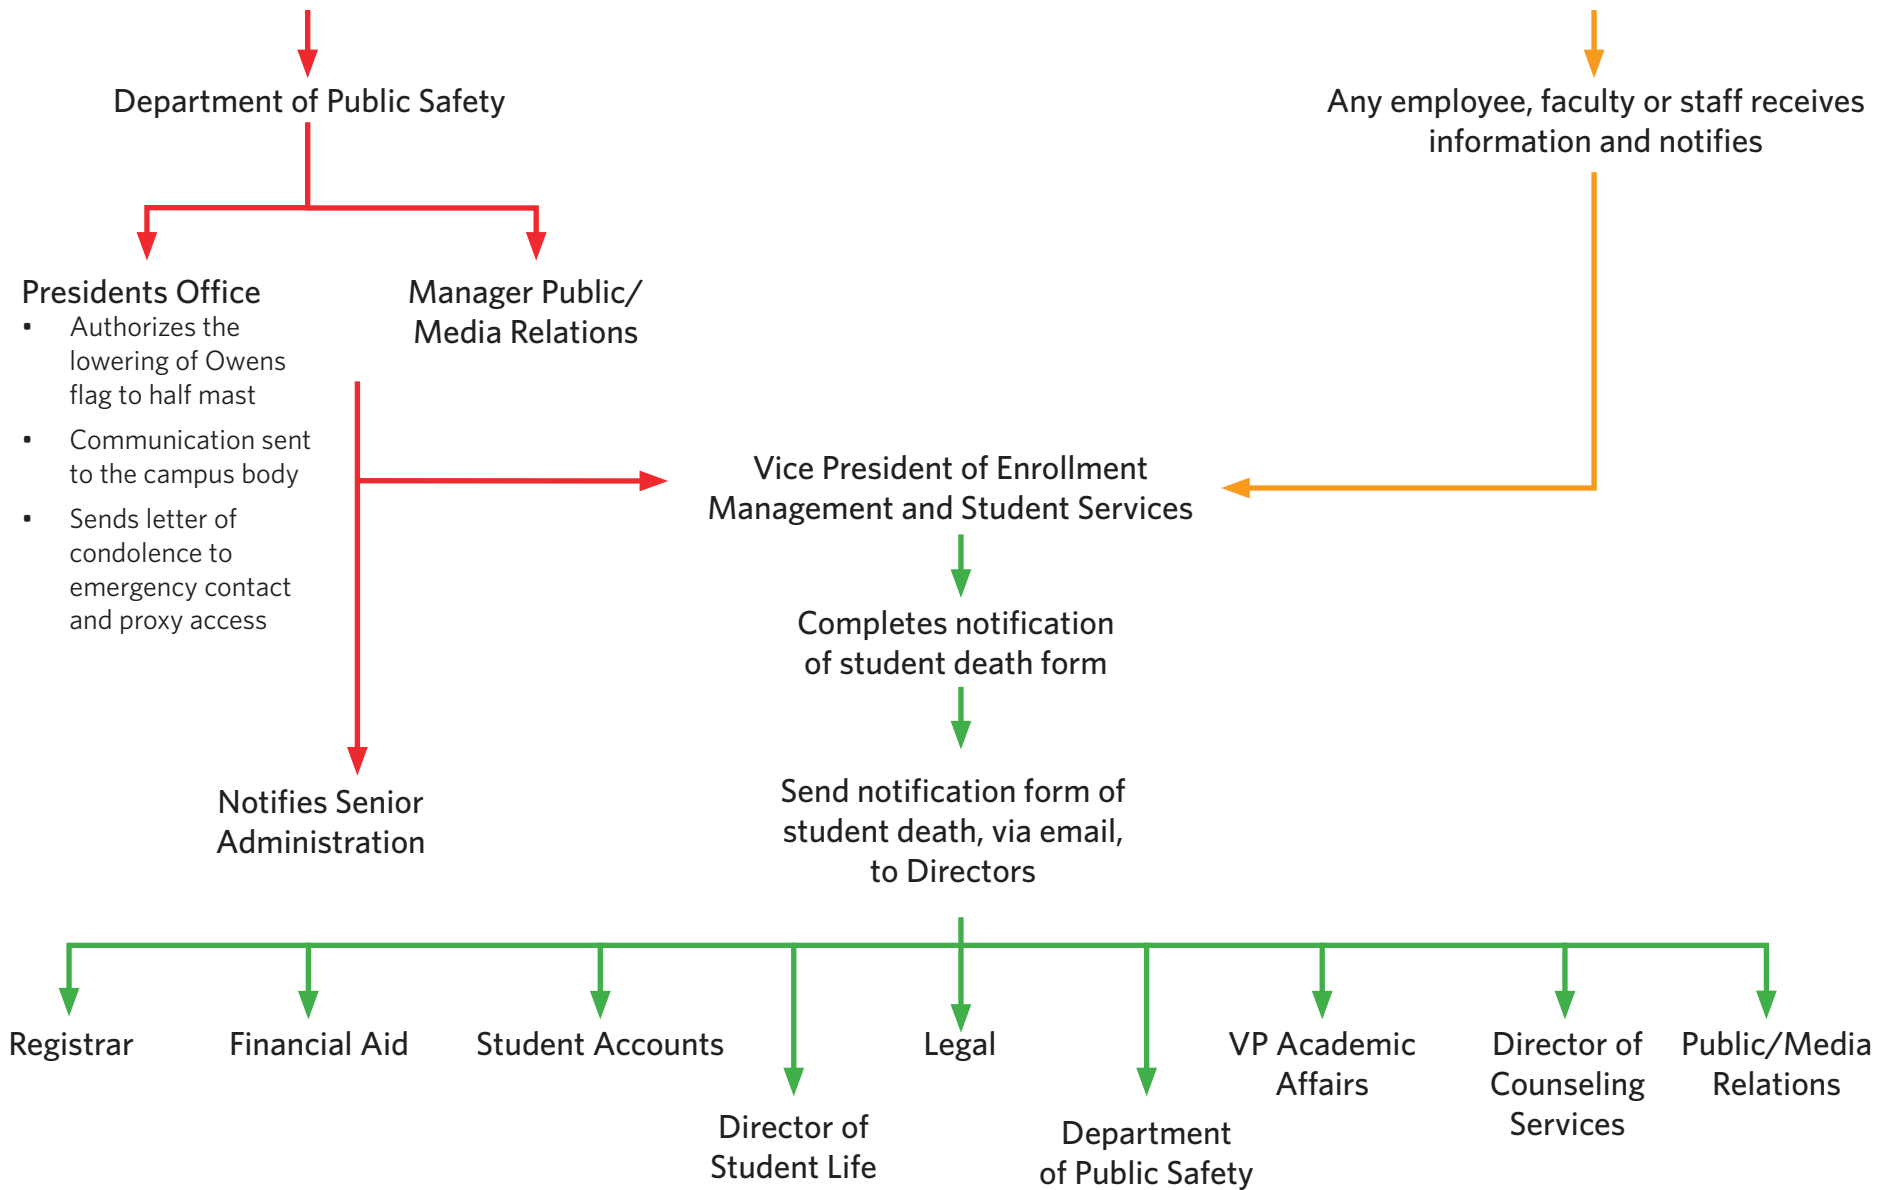 Department of Public Safety
Any employee, faculty or staff receives
information and notifies
Presidents Office
• Authorizes the
lowering of Owens
flag to half mast
• Communication sent
to the campus body
• Sends letter of
condolence to
emergency contact
and proxy access
Manager Public/
Media Relations
Vice President of Enrollment
Management and Student Services
Completes notification
of student death form
Notifies Senior
Administration
Send notification form of
student death, via email,
to Directors
Registrar
Financial Aid
Student Accounts
Director of
Student Life
Legal
Department
of Public Safety
VP Academic
Affairs
Director of
Counseling
Services
Public/Media
Relations